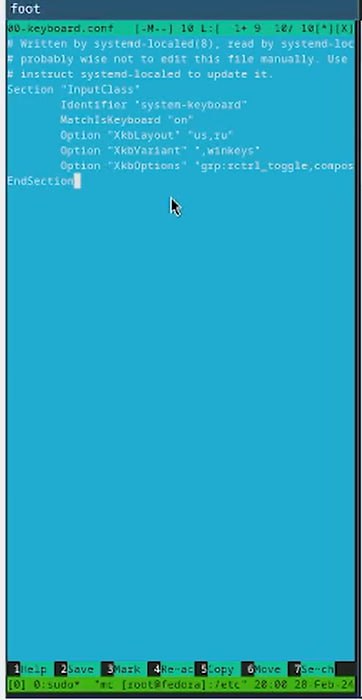 foot
00-keyboard.conf [-M--] 10 L:[ 1+ 9 10/ 10[*][X]
# Written by systemd-localed(8), read by systemd-loc
# probably wise not to edit this file manually. Use
# instruct systemd-localed to update it.
Section "InputClass"
Identifier "system-keyboard"
MatchIsKeyboard "on"
Option "XkbLayout" "us,ru"
Option "XkbVariant" ",winkeys"
Option "XkbOptions" "grp:rctrl_toggle,compos
EndSection
1Help 2Save 3Mark 4Re~ac 5Copy 6Move 7Se~ch
[0] 0:sudo* "mc [root@fedora]:/etc" 20:00 28-Feb-24